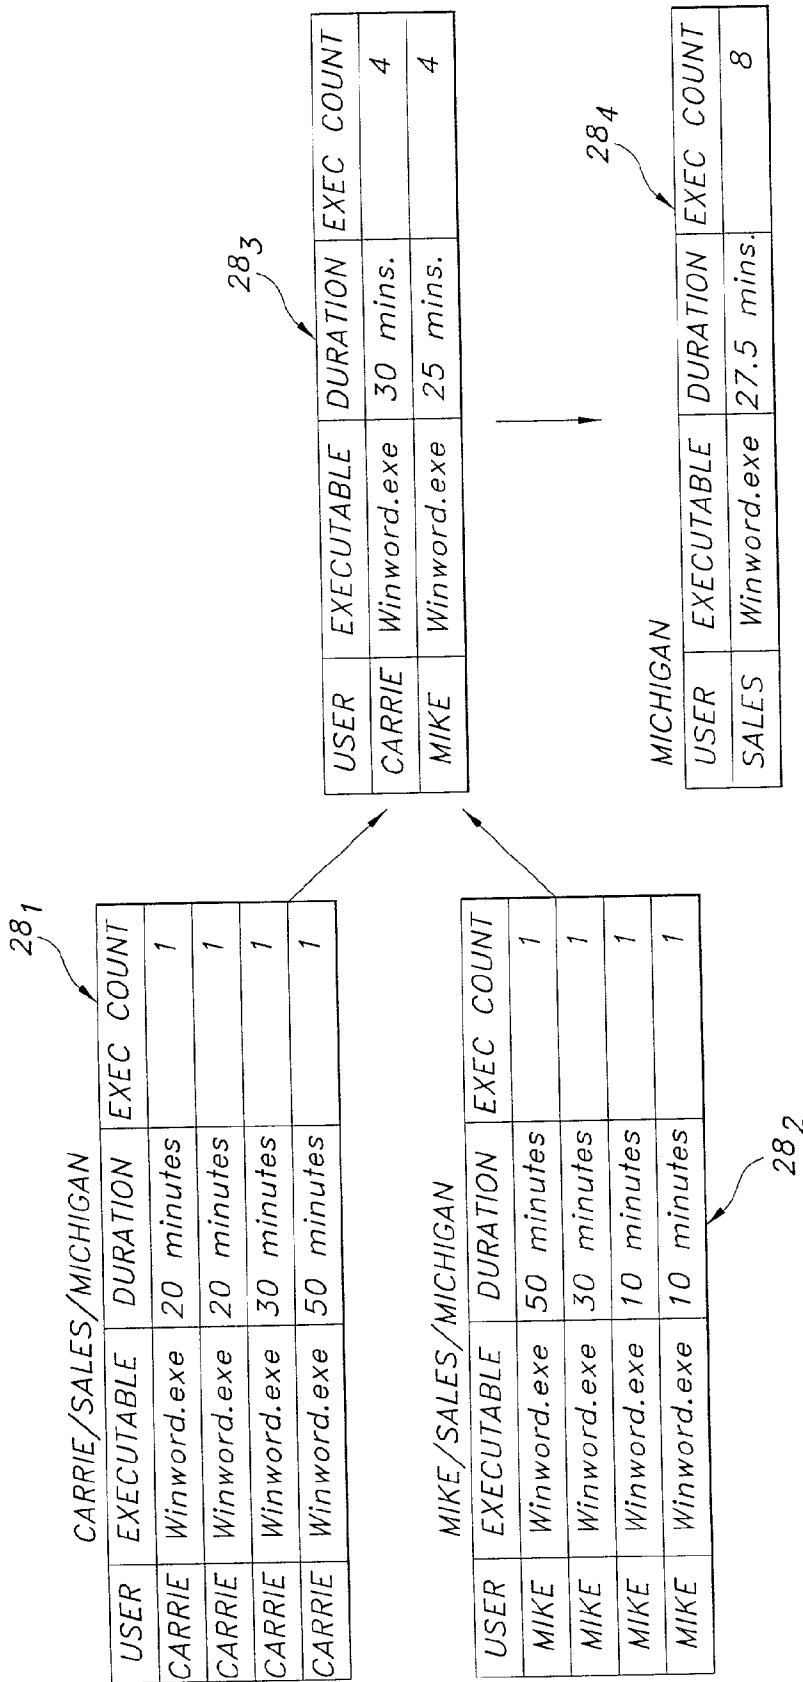 CARRIE/SALES/MICHIGAN
28₁
USER EXECUTABLE DURATION EXEC COUNT
CARRIE Winword.exe 20 minutes 1
CARRIE Winword.exe 20 minutes 1
CARRIE Winword.exe 30 minutes 1
CARRIE Winword.exe 50 minutes 1
MIKE/SALES/MICHIGAN
USER EXECUTABLE DURATION EXEC COUNT
MIKE Winword.exe 50 minutes 1
MIKE Winword.exe 30 minutes 1
MIKE Winword.exe 10 minutes 1
MIKE Winword.exe 10 minutes 1
28₂
28₃
USER EXECUTABLE DURATION EXEC COUNT
CARRIE Winword.exe 30 mins. 4
MIKE Winword.exe 25 mins. 4
MICHIGAN
28₄
USER EXECUTABLE DURATION EXEC COUNT
SALES Winword.exe 27.5 mins. 8